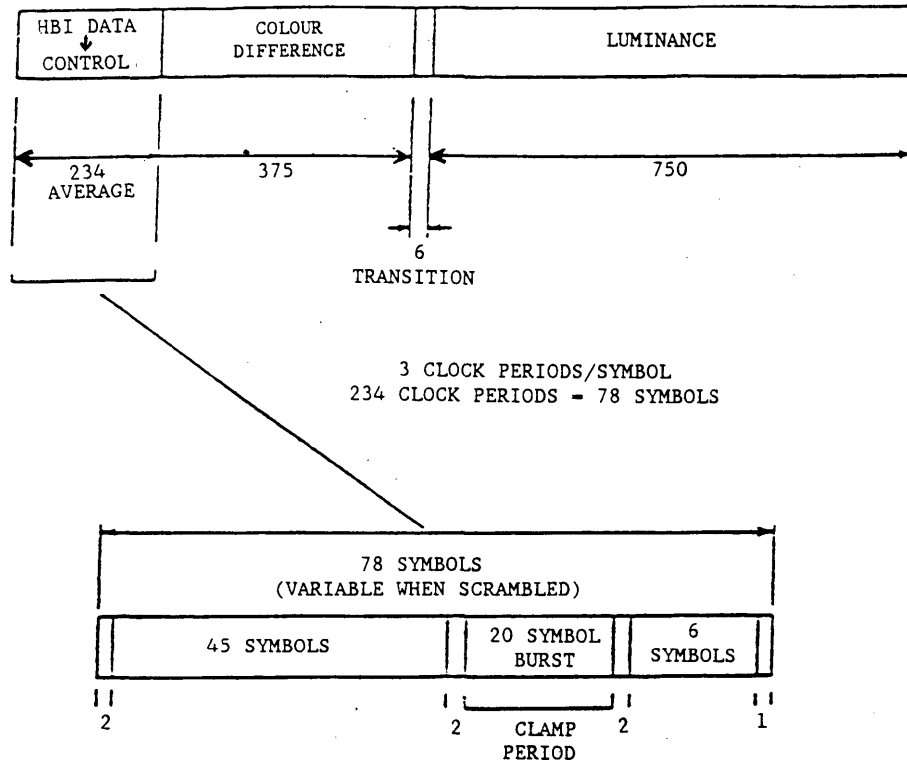 HBI DATA
CONTROL
COLOUR
DIFFERENCE
LUMINANCE
234
AVERAGE
375
750
6
TRANSITION
3 CLOCK PERIODS/SYMBOL
234 CLOCK PERIODS = 78 SYMBOLS
78 SYMBOLS
(VARIABLE WHEN SCRAMBLED)
45 SYMBOLS
20 SYMBOL
BURST
6
SYMBOLS
2
2
CLAMP
PERIOD
2
1